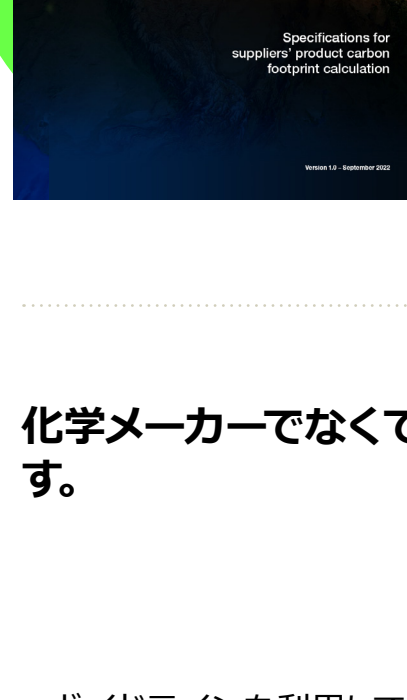 Specifications for
suppliers' product carbon
footprint calculation
Version 1.0 – September 2022
化学メーカーでなくて
す。